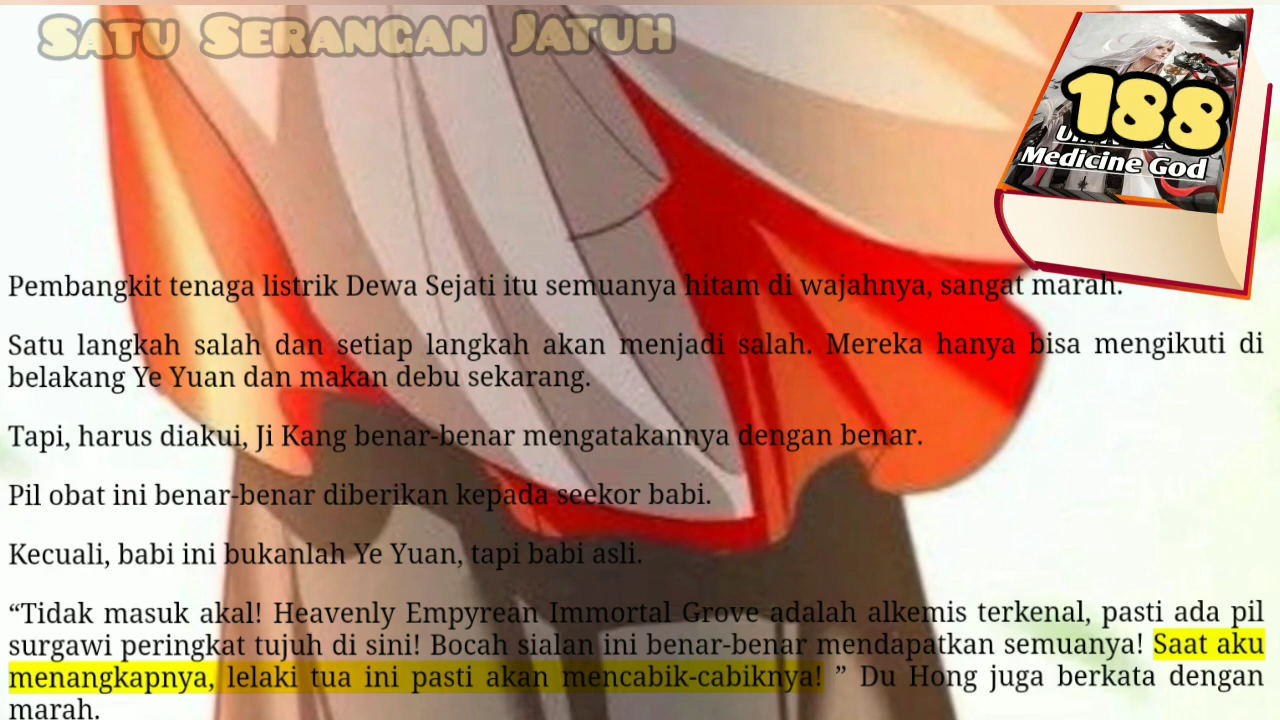 Satu Serangan Jatuh
188
Medicine God
Pembangkit tenaga listrik Dewa Sejati itu semuanya hitam di wajahnya, sangat marah.
Satu langkah salah dan setiap langkah akan menjadi salah. Mereka hanya bisa mengikuti di
belakang Ye Yuan dan makan debu sekarang.
Tapi, harus diakui, Ji Kang benar-benar mengatakannya dengan benar.
Pil obat ini benar-benar diberikan kepada seekor babi.
Kecuali, babi ini bukanlah Ye Yuan, tapi babi asli.
“Tidak masuk akal! Heavenly Empyrean Immortal Grove adalah alkemis terkenal, pasti ada pil
surgawi peringkat tujuh di sini! Bocah sialan ini benar-benar mendapatkan semuanya! Saat aku
menangkapnya, lelaki tua ini pasti akan mencabik-cabiknya! ” Du Hong juga berkata dengan
marah.